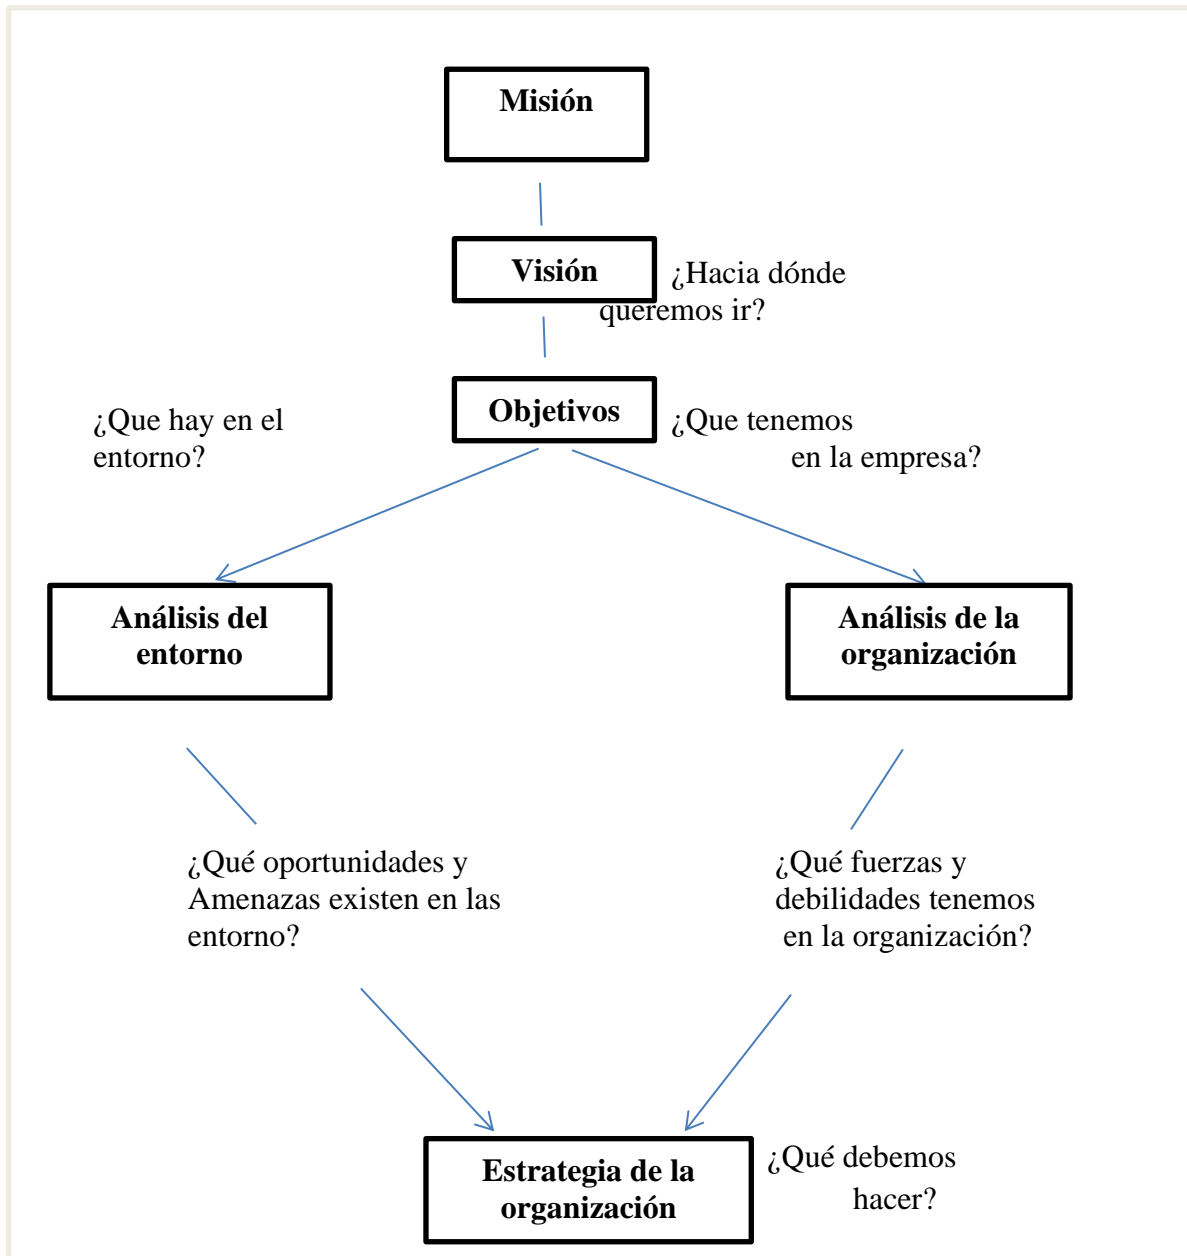 Misión
Visión
¿Hacia dónde
queremos ir?
Objetivos
¿Que hay en el
entorno?
¿Que tenemos
en la empresa?
Análisis del
entorno
Análisis de la
organización
¿Qué oportunidades y
Amenazas existen en las
entorno?
¿Qué fuerzas y
debilidades tenemos
en la organización?
Estrategia de la
organización
¿Qué debemos
hacer?